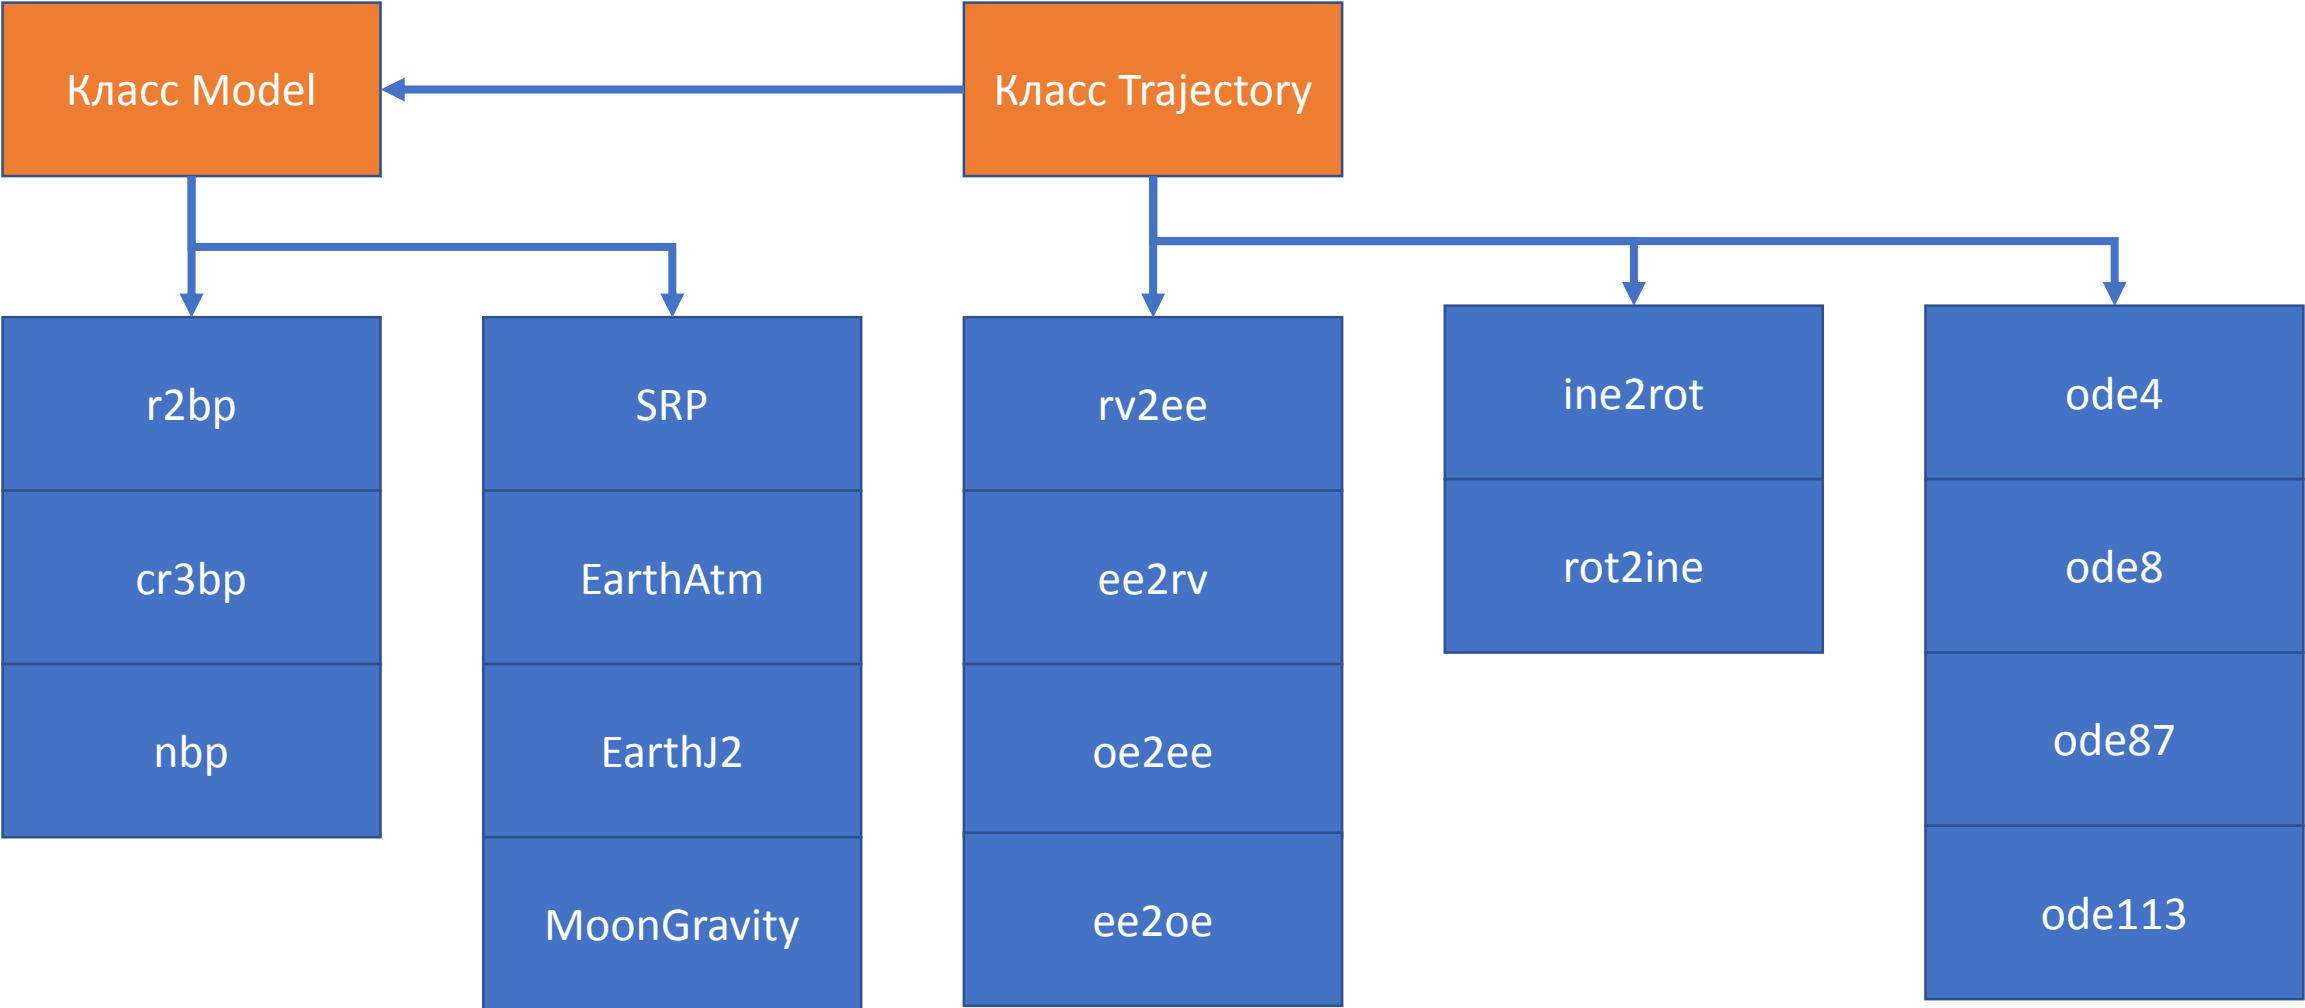 Класс Model
Класс Trajectory
r2bp
cr3bp
nbp
SRP
EarthAtm
EarthJ2
MoonGravity
rv2ee
ee2rv
oe2ee
ee2oe
ine2rot
rot2ine
ode4
ode8
ode87
ode113